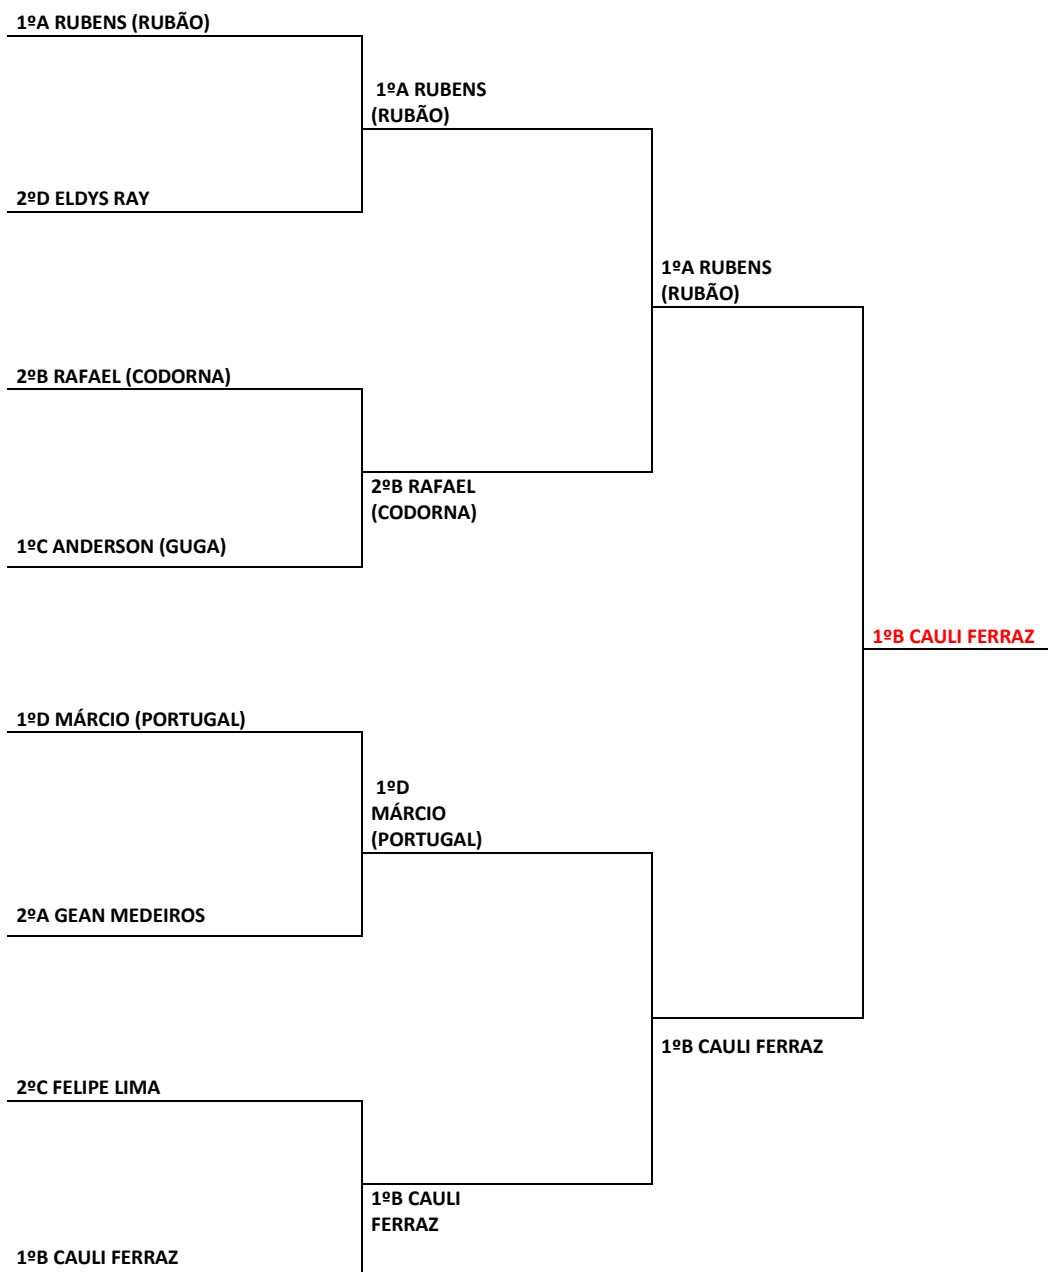 1ºA RUBENS (RUBÃO)
1ºA RUBENS
(RUBÃO)
2ºD ELDYS RAY
1ºA RUBENS
(RUBÃO)
2ºB RAFAEL (CODORNA)
2ºB RAFAEL
(CODORNA)
1ºC ANDERSON (GUGA)
1ºB CAULI FERRAZ
1ºD MÁRCIO (PORTUGAL)
1ºD
MÁRCIO
(PORTUGAL)
2ºA GEAN MEDEIROS
1ºB CAULI FERRAZ
2ºC FELIPE LIMA
1ºB CAULI
FERRAZ
1ºB CAULI FERRAZ